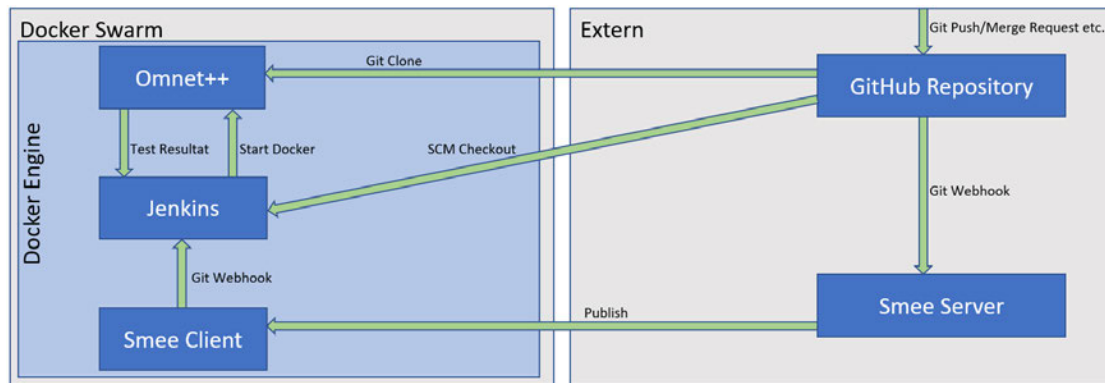 Docker Swarm
Extern
Git Push/Merge Request etc.
Omnet++
Git Clone
GitHub Repository
Docker Engine
Test Resultat
Start Docker
SCM Checkout
Jenkins
Git Webhook
Git Webhook
Smee Client
Publish
Smee Server